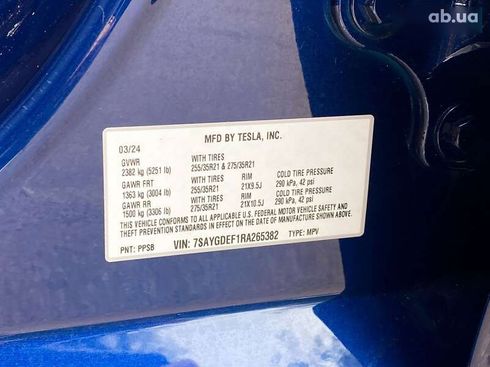 ab.ua
MFD BY TESLA, INC.
03/24
GVWR WITH TIRES
2382 kg (5251 lb) 255/35R21 & 275/35R21
GAWR FRT WITH TIRES RIM COLD TIRE PRESSURE
1363 kg (3004 lb) 255/35R21 21X9.5J 290 kPa, 42 psi
GAWR RR WITH TIRES RIM COLD TIRE PRESSURE
1500 kg (3306 lb) 275/35R21 21X10.5J 290 kPa, 42 psi
THIS VEHICLE CONFORMS TO ALL APPLICABLE U.S. FEDERAL MOTOR VEHICLE SAFETY AND
THEFT PREVENTION STANDARDS IN EFFECT ON THE DATE OF MANUFACTURE SHOWN ABOVE.
PNT: PPSB VIN: 7SAYGDEF1RA265382 TYPE: MPV